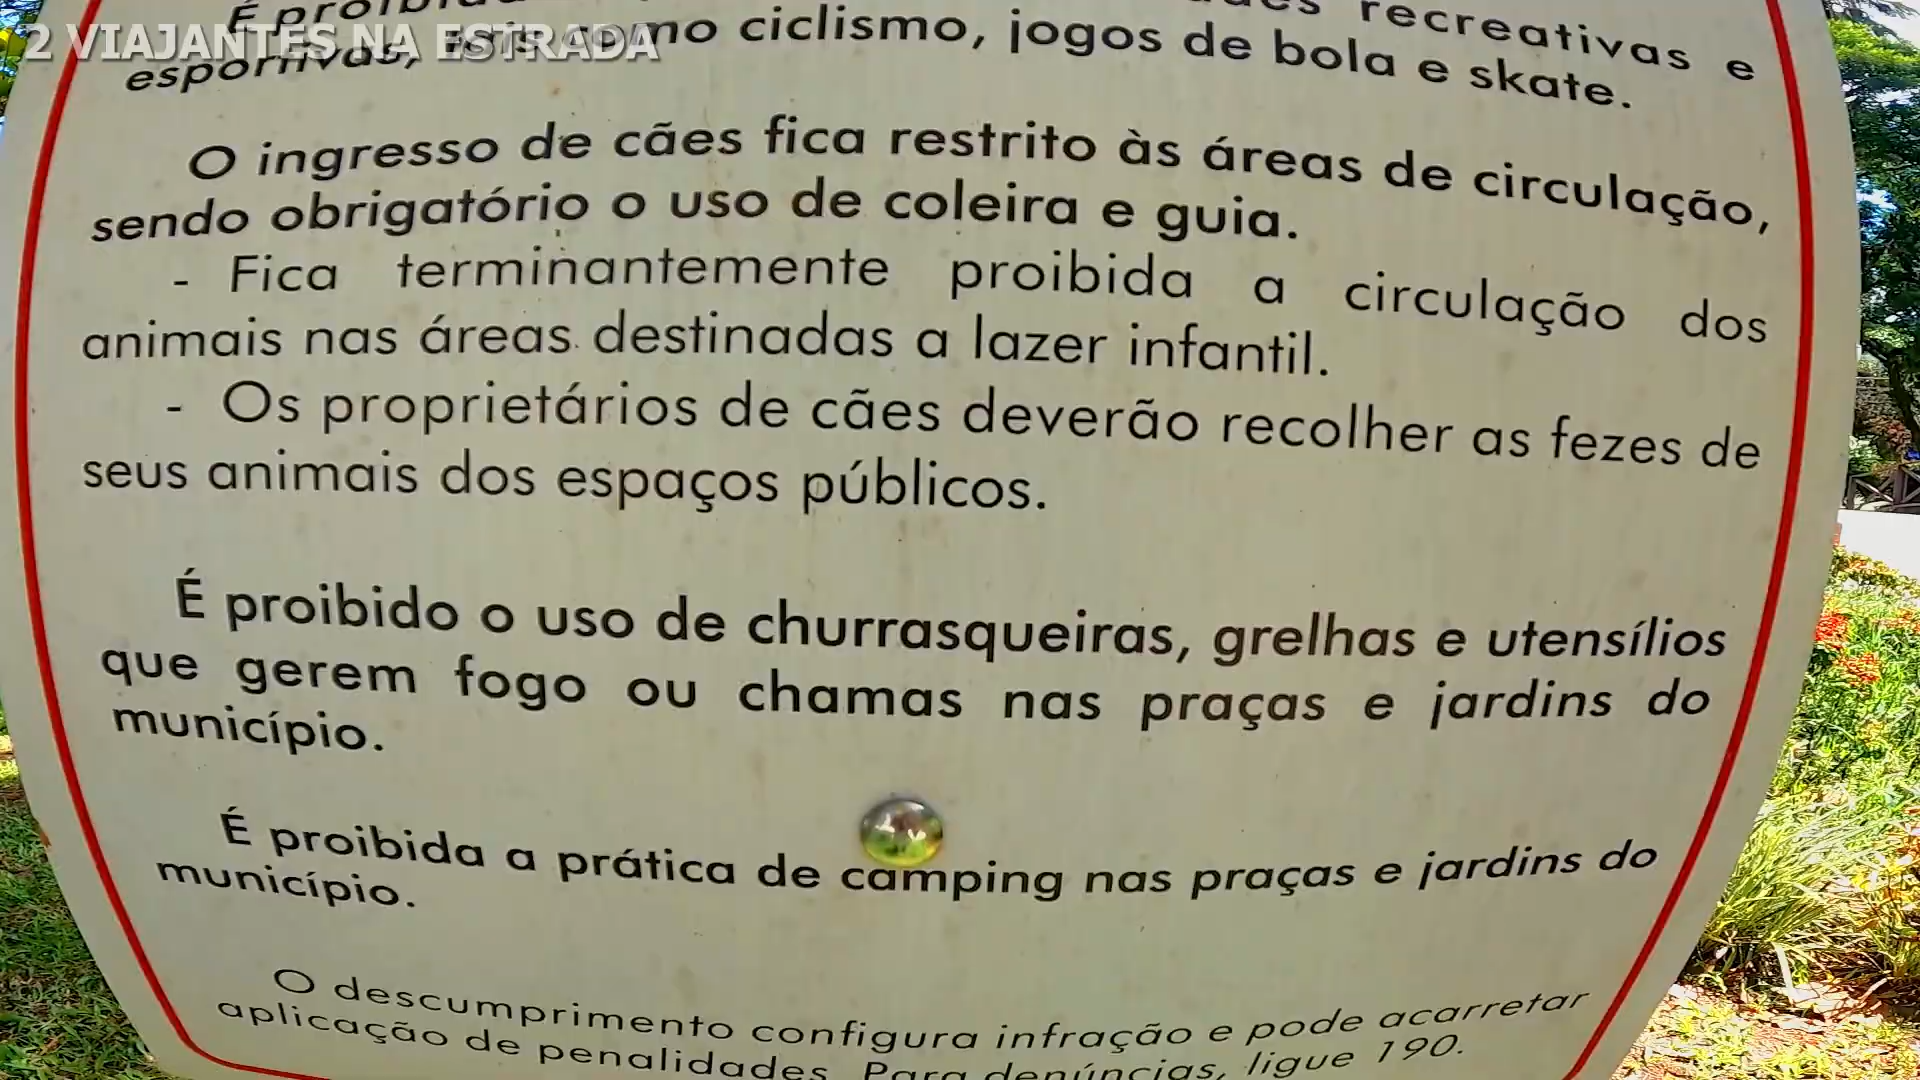 2 VIAJANTES NA ESTRADA
É recreativas e
esportivas, como ciclismo, jogos de bola e skate.
O ingresso de cães fica restrito às áreas de circulação,
sendo obrigatório o uso de coleira e guia.
- Fica terminantemente proibida a circulação dos
animais nas áreas destinadas a lazer infantil.
- Os proprietários de cães deverão recolher as fezes de
seus animais dos espaços públicos.
É proibido o uso de churrasqueiras, grelhas e utensílios
que gerem fogo ou chamas nas praças e jardins do
município.
É proibida a prática de camping nas praças e jardins do
município.
O descumprimento configura infração e pode acarretar
aplicação de penalidades. Para denúncias, ligue 190.